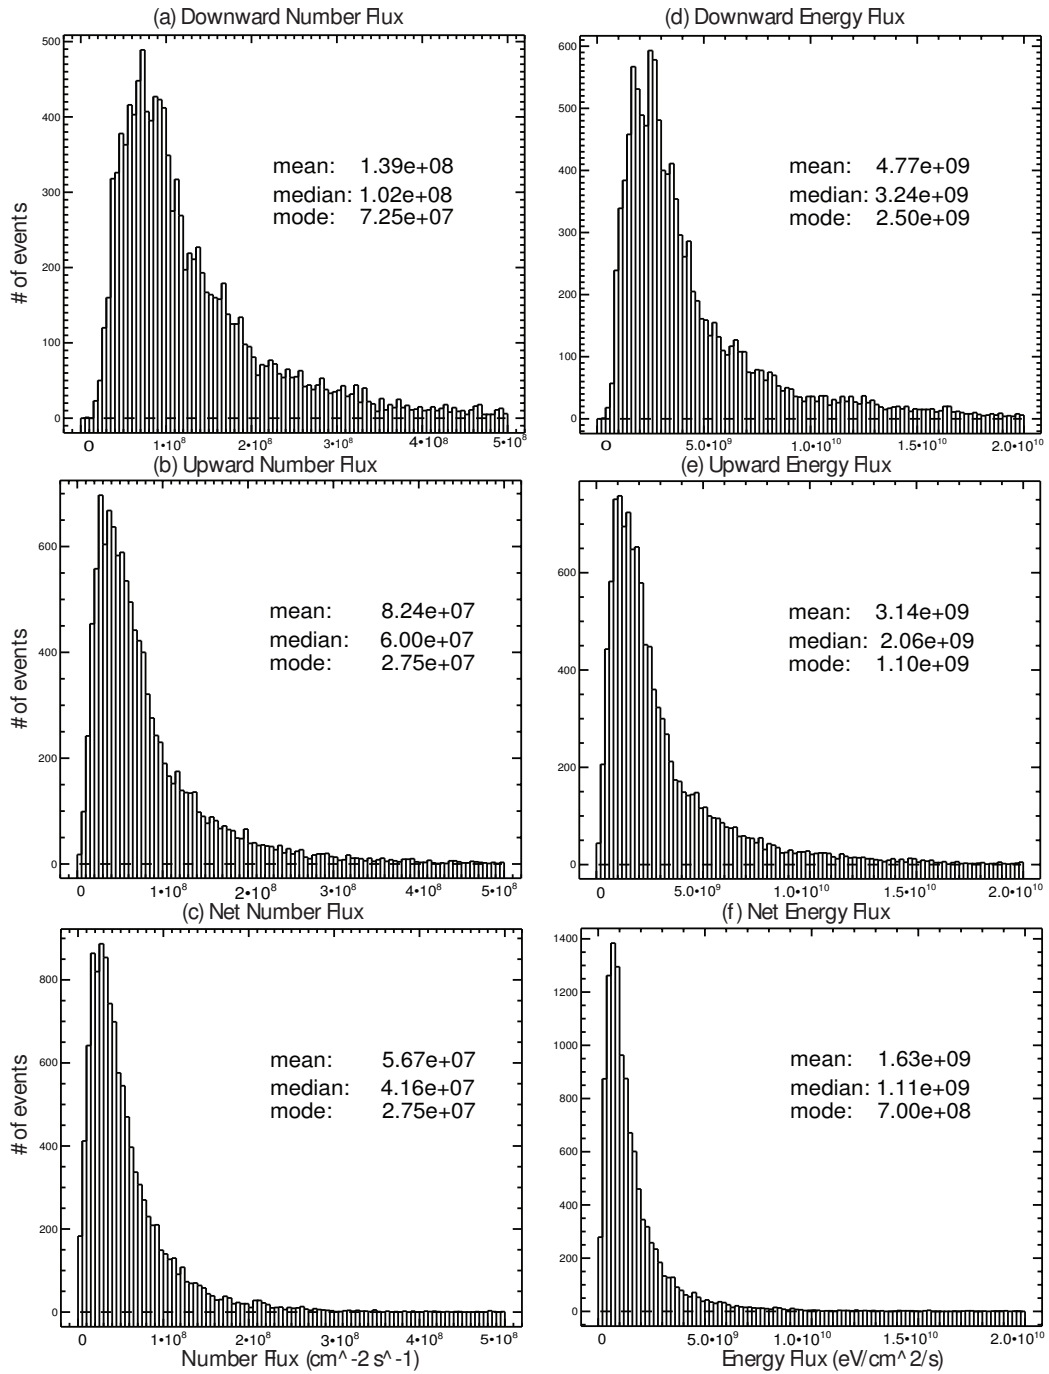 (a) Downward Number Flux
500
400
300
200
100
0
# of events
mean: 1.39e+08
median: 1.02e+08
mode: 7.25e+07
0 1•10⁸ 2•10⁸ 3•10⁸ 4•10⁸ 5•10⁸
(d) Downward Energy Flux
600
500
400
300
200
100
0
mean: 4.77e+09
median: 3.24e+09
mode: 2.50e+09
0 5.0•10⁹ 1.0•10¹⁰ 1.5•10¹⁰ 2.0•10¹⁰
(b) Upward Number Flux
600
400
200
0
# of events
mean: 8.24e+07
median: 6.00e+07
mode: 2.75e+07
0 1•10⁸ 2•10⁸ 3•10⁸ 4•10⁸ 5•10⁸
(e) Upward Energy Flux
600
400
200
0
mean: 3.14e+09
median: 2.06e+09
mode: 1.10e+09
0 5.0•10⁹ 1.0•10¹⁰ 1.5•10¹⁰ 2.0•10¹⁰
(c) Net Number Flux
800
600
400
200
0
# of events
mean: 5.67e+07
median: 4.16e+07
mode: 2.75e+07
0 1•10⁸ 2•10⁸ 3•10⁸ 4•10⁸ 5•10⁸
Number Flux (cm^-2 s^-1)
(f) Net Energy Flux
1400
1200
1000
800
600
400
200
0
mean: 1.63e+09
median: 1.11e+09
mode: 7.00e+08
0 5.0•10⁹ 1.0•10¹⁰ 1.5•10¹⁰ 2.0•10¹⁰
Energy Flux (eV/cm^2/s)